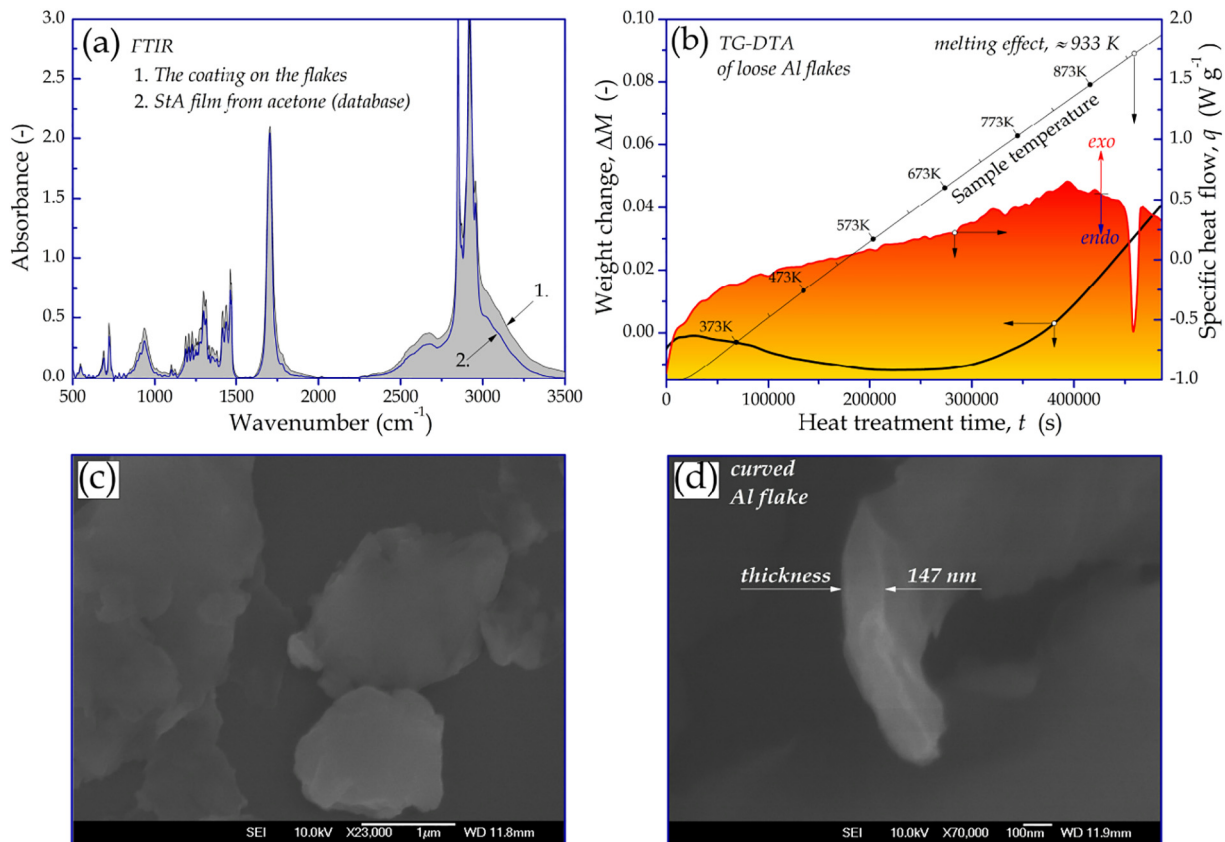 (a) FTIR
1. The coating on the flakes
2. StA film from acetone (database)
3.0
2.5
2.0
1.5
1.0
0.5
0.0
Absorbance (-)
1.
2.
500 1000 1500 2000 2500 3000 3500
Wavenumber (cm-1)
(b) TG-DTA
of loose Al flakes
melting effect, ≈ 933 K
0.10
0.08
0.06
0.04
0.02
0.00
Weight change, ΔM (-)
373K
473K
573K
673K
773K
873K
Sample temperature
exo
endo
2.0
1.5
1.0
0.5
0.0
-0.5
-1.0
Specific heat flow, q (W g-1)
0 100000 200000 300000 400000
Heat treatment time, t (s)
(c)
SEI 10.0kV X23,000 1μm WD 11.8mm
(d) curved
Al flake
thickness 147 nm
SEI 10.0kV X70,000 100nm WD 11.9mm